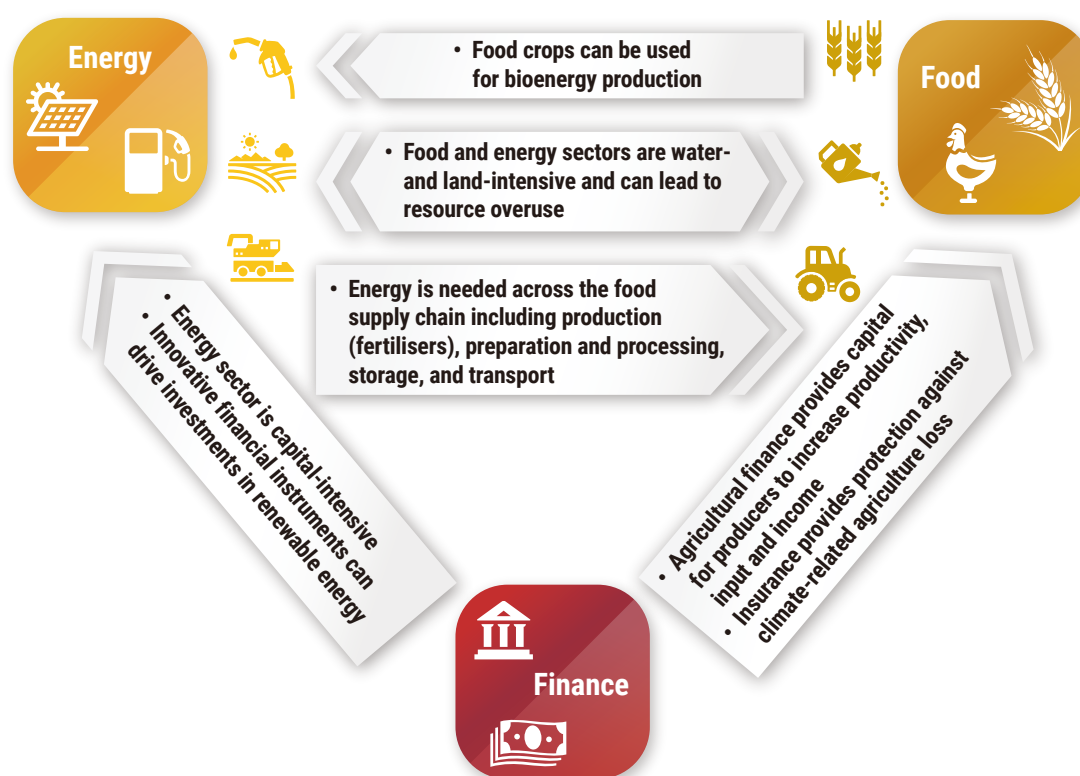 Energy
• Food crops can be used
for bioenergy production
Food
• Food and energy sectors are water-
and land-intensive and can lead to
resource overuse
• Energy is needed across the food
supply chain including production
(fertilisers), preparation and processing,
storage, and transport
• Energy sector is capital-intensive
• Innovative financial instruments can
drive investments in renewable energy
• Agricultural finance provides capital
for producers to increase productivity,
input and income
• Insurance provides protection against
climate-related agriculture loss
Finance